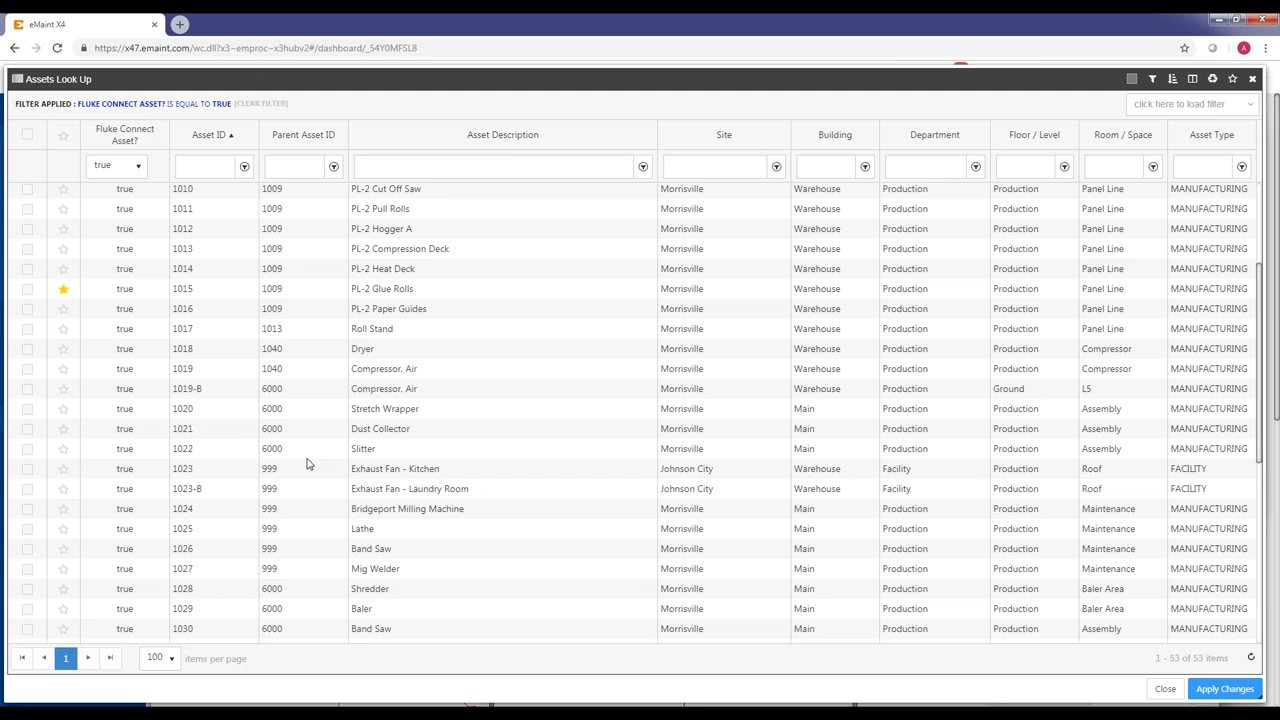 eMaint X4
https://x47.emaint.com/wc.dll?x3~emproc~x3hubv2#/dashboard/_54Y0MFSL8
A
Assets Look Up
FILTER APPLIED : FLUKE CONNECT ASSET? IS EQUAL TO TRUE [CLEAR FILTER]
click here to load filter
Fluke Connect Asset? Asset ID Parent Asset ID Asset Description Site Building Department Floor / Level Room / Space Asset Type
true
true 1010 1009 PL-2 Cut Off Saw Morrisville Warehouse Production Production Panel Line MANUFACTURING
true 1011 1009 PL-2 Pull Rolls Morrisville Warehouse Production Production Panel Line MANUFACTURING
true 1012 1009 PL-2 Hogger A Morrisville Warehouse Production Production Panel Line MANUFACTURING
true 1013 1009 PL-2 Compression Deck Morrisville Warehouse Production Production Panel Line MANUFACTURING
true 1014 1009 PL-2 Heat Deck Morrisville Warehouse Production Production Panel Line MANUFACTURING
true 1015 1009 PL-2 Glue Rolls Morrisville Warehouse Production Production Panel Line MANUFACTURING
true 1016 1009 PL-2 Paper Guides Morrisville Warehouse Production Production Panel Line MANUFACTURING
true 1017 1013 Roll Stand Morrisville Warehouse Production Production Panel Line MANUFACTURING
true 1018 1040 Dryer Morrisville Warehouse Production Production Compressor MANUFACTURING
true 1019 1040 Compressor, Air Morrisville Warehouse Production Production Compressor MANUFACTURING
true 1019-B 6000 Compressor, Air Morrisville Warehouse Production Ground L5 MANUFACTURING
true 1020 6000 Stretch Wrapper Morrisville Main Production Production Assembly MANUFACTURING
true 1021 6000 Dust Collector Morrisville Main Production Production Assembly MANUFACTURING
true 1022 6000 Slitter Morrisville Main Production Production Assembly MANUFACTURING
true 1023 999 Exhaust Fan - Kitchen Johnson City Warehouse Facility Production Roof FACILITY
true 1023-B 999 Exhaust Fan - Laundry Room Johnson City Warehouse Facility Production Roof FACILITY
true 1024 999 Bridgeport Milling Machine Morrisville Main Production Production Maintenance MANUFACTURING
true 1025 999 Lathe Morrisville Main Production Production Maintenance MANUFACTURING
true 1026 999 Band Saw Morrisville Main Production Production Maintenance MANUFACTURING
true 1027 999 Mig Welder Morrisville Main Production Production Maintenance MANUFACTURING
true 1028 6000 Shredder Morrisville Main Production Production Baler Area MANUFACTURING
true 1029 6000 Baler Morrisville Main Production Production Baler Area MANUFACTURING
true 1030 6000 Band Saw Morrisville Main Production Production Assembly MANUFACTURING
1 100 items per page 1 - 53 of 53 items
Close Apply Changes